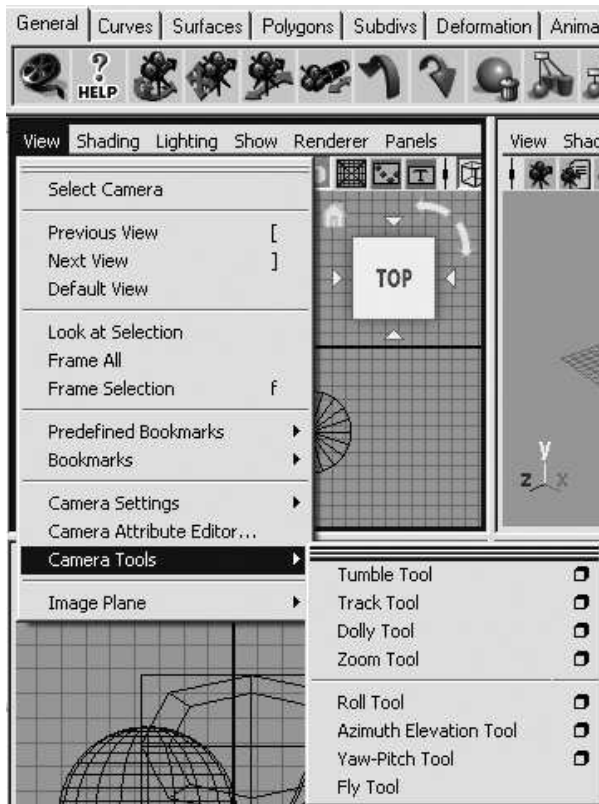 General Curves Surfaces Polygons Subdivs Deformation Anima
HELP
View Shading Lighting Show Renderer Panels
View Shad
T
Select Camera
Previous View [
Next View ]
Default View
TOP
Look at Selection
Frame All
Frame Selection f
Predefined Bookmarks
Bookmarks
Camera Settings
Camera Attribute Editor...
Camera Tools
Image Plane
y
z x
Tumble Tool
Track Tool
Dolly Tool
Zoom Tool
Roll Tool
Azimuth Elevation Tool
Yaw-Pitch Tool
Fly Tool